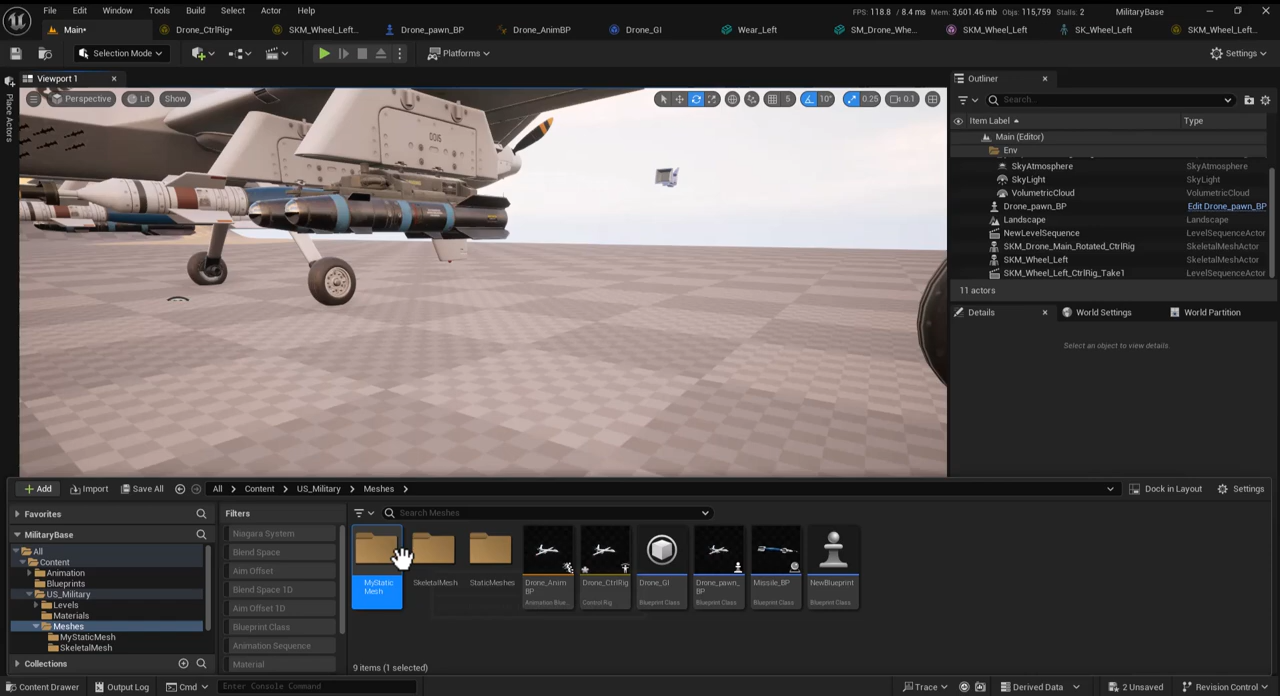 File Edit Window Tools Build Select Actor Help FPS: 118.8 / 8.4 ms Mem: 3,601.46 mb Objs: 115,759 Stalls: 2 MilitaryBase
Main• Drone_CtrlRig• SKM_Wheel_Left... Drone_pawn_BP Drone_AnimBP Drone_GI Wear_Left SM_Drone_Whe... SKM_Wheel_Left SK_Wheel_Left SKM_Wheel_Left...
Selection Mode Platforms Settings
Viewport 1 Outliner
Place Actors
Perspective Lit Show 5 10° 0.25 0.1 Search...
Item Label Type
Main (Editor)
Env
SkyAtmosphere SkyAtmosphere
SkyLight SkyLight
VolumetricCloud VolumetricCloud
Drone_pawn_BP Edit Drone_pawn_BP
Landscape Landscape
NewLevelSequence LevelSequenceActor
SKM_Drone_Main_Rotated_CtrlRig SkeletalMeshActor
SKM_Wheel_Left SkeletalMeshActor
SKM_Wheel_Left_CtrlRig_Take1 LevelSequenceActor
11 actors
Details World Settings World Partition
Select an object to view details.
Add Import Save All All Content US_Military Meshes Dock in Layout Settings
Favorites Filters Search Meshes
MilitaryBase
All
Content
Animation
Blueprints
US_Military
Levels
Materials
Meshes
MyStaticMesh
SkeletalMesh
Collections
Niagara System
Blend Space
Aim Offset
Blend Space 1D
Aim Offset 1D
Blueprint Class
Animation Sequence
Material
MyStatic
Mesh
SkeletalMesh
StaticMeshes
Drone_Anim
BP
Animation Blue...
Drone_CtrlRig
Control Rig
Drone_GI
Blueprint Class
Drone_pawn_
BP
Blueprint Class
Missile_BP
Blueprint Class
NewBlueprint
Blueprint Class
9 items (1 selected)
Content Drawer Output Log Cmd Enter Console Command Trace Derived Data 2 Unsaved Revision Control